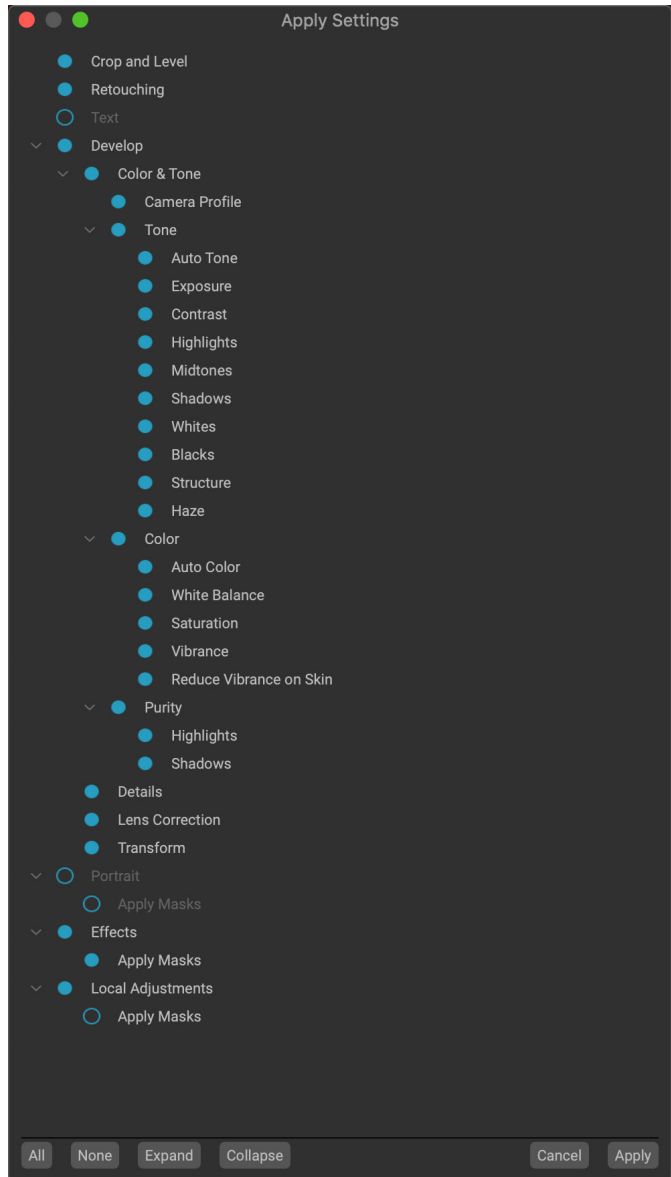 Apply Settings
Crop and Level
Retouching
Text
Develop
Color & Tone
Camera Profile
Tone
Auto Tone
Exposure
Contrast
Highlights
Midtones
Shadows
Whites
Blacks
Structure
Haze
Color
Auto Color
White Balance
Saturation
Vibrance
Reduce Vibrance on Skin
Purity
Highlights
Shadows
Details
Lens Correction
Transform
Portrait
Apply Masks
Effects
Apply Masks
Local Adjustments
Apply Masks
All None Expand Collapse Cancel Apply